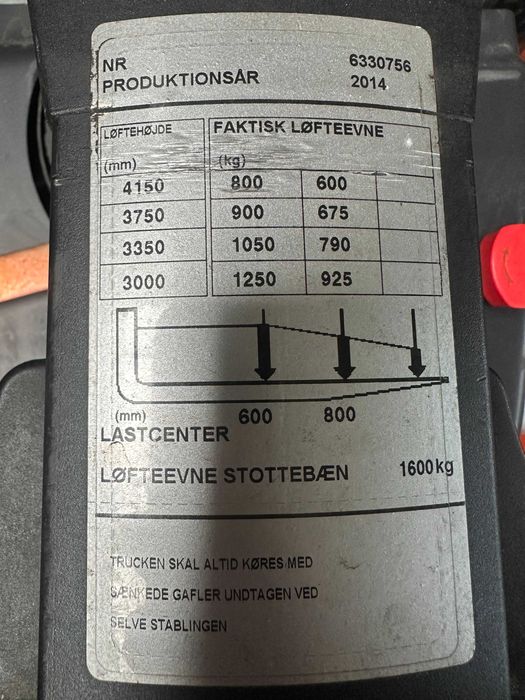 NR 6330756
PRODUKTIONSÅR 2014
LØFTEHØJDE FAKTISK LØFTEEVNE
(mm) (kg)
4150 800 600
3750 900 675
3350 1050 790
3000 1250 925
(mm) 600 800
LASTCENTER
LØFTEEVNE STOTTEBÆN 1600kg
TRUCKEN SKAL ALTID KØRES MED
SÆNKEDE GAFLER UNDTAGEN VED
SELVE STABLINGEN